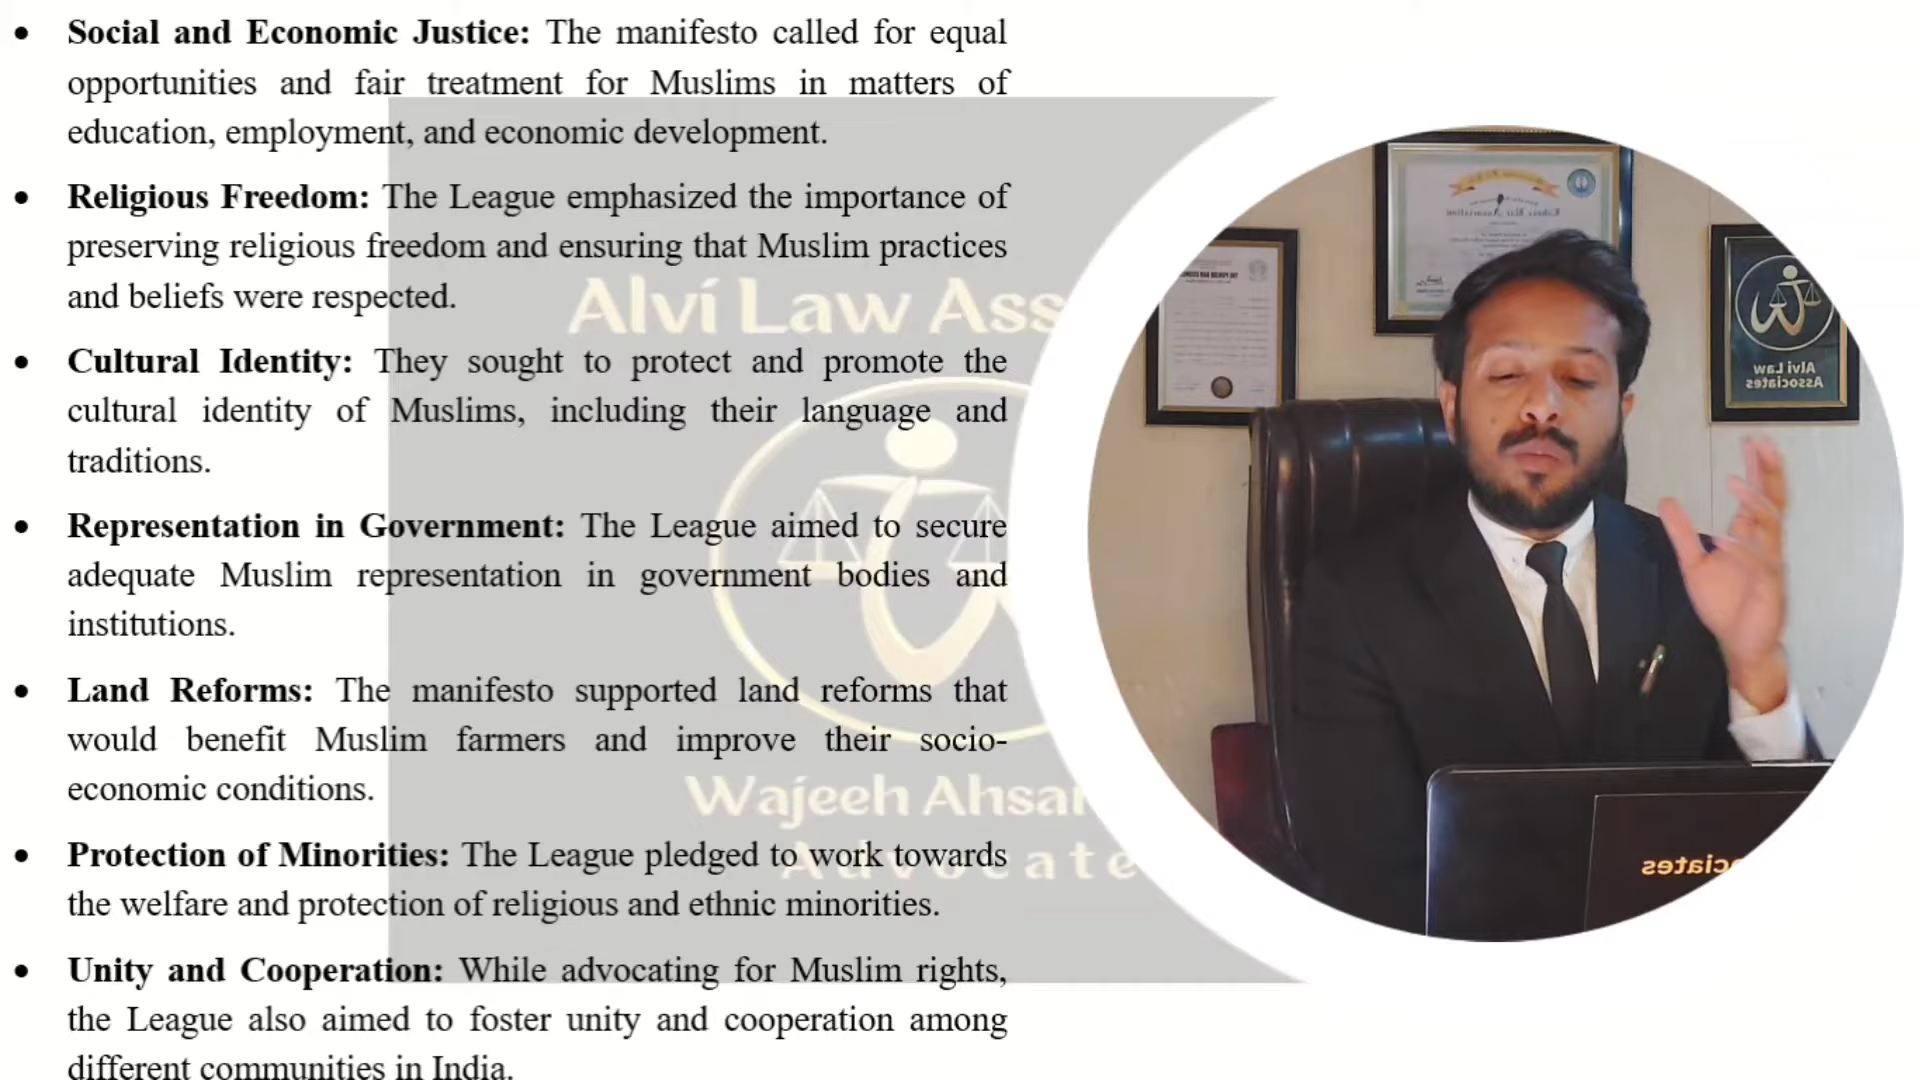 • Social and Economic Justice: The manifesto called for equal
opportunities and fair treatment for Muslims in matters of
education, employment, and economic development.
• Religious Freedom: The League emphasized the importance of
preserving religious freedom and ensuring that Muslim practices
and beliefs were respected.
• Cultural Identity: They sought to protect and promote the
cultural identity of Muslims, including their language and
traditions.
• Representation in Government: The League aimed to secure
adequate Muslim representation in government bodies and
institutions.
• Land Reforms: The manifesto supported land reforms that
would benefit Muslim farmers and improve their socio-
economic conditions.
• Protection of Minorities: The League pledged to work towards
the welfare and protection of religious and ethnic minorities.
• Unity and Cooperation: While advocating for Muslim rights,
the League also aimed to foster unity and cooperation among
different communities in India.
Alvi Law Ass
Wajeeh Ahsan
Advocate
Alvi Law
Associates
ciates